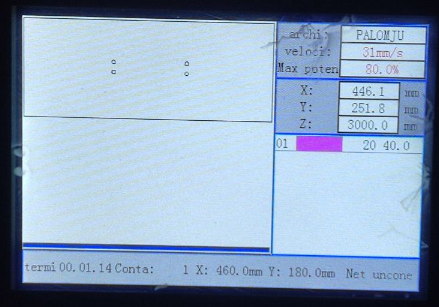 archi: PALOMJU
veloci: 31mm/s
Max poten 80.0%
X: 446.1 mm
Y: 251.8 mm
Z: 3000.0 mm
01 20 40.0
termi 00.01.14 Conta: 1 X: 460.0mm Y: 180.0mm Net uncone